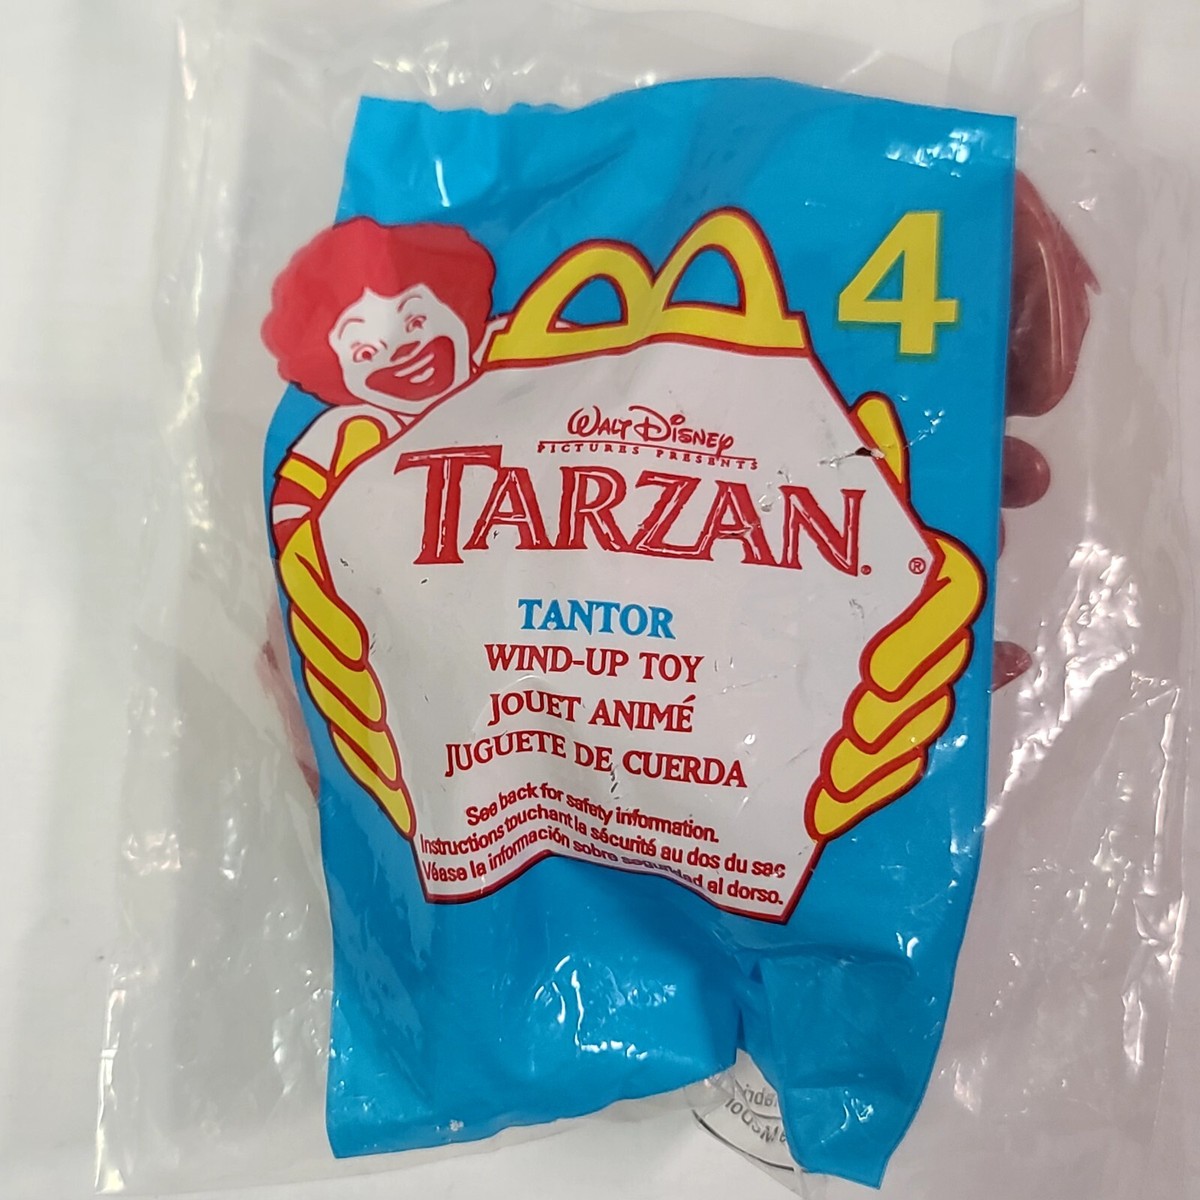 4
WALT DISNEY
PICTURES PRESENTS
TARZAN.®
TANTOR
WIND-UP TOY
JOUET ANIMÉ
JUGUETE DE CUERDA
See back for safety information.
Instructions touchant la sécurité au dos du sac
Véase la información sobre seguridad al dorso.